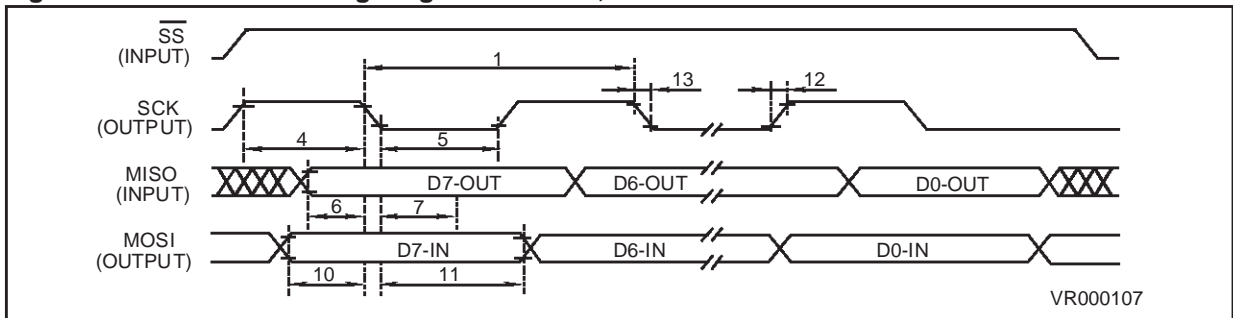 SS
(INPUT)
1
13
12
SCK
(OUTPUT)
4
5
MISO
(INPUT)
D7-OUT
D6-OUT
D0-OUT
6
7
MOSI
(OUTPUT)
D7-IN
D6-IN
D0-IN
10
11
VR000107